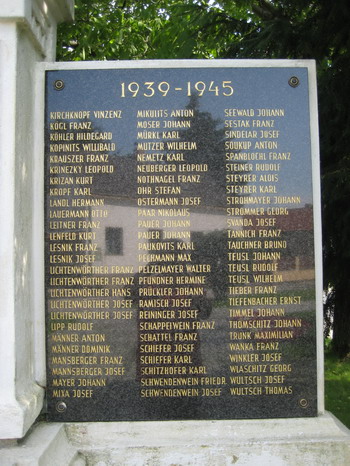 1939-1945
KIRCHKNOPF VINZENZ
KÖGL FRANZ
KÖHLER HILDEGARD
KOPINITS WILLIBALD
KRAUSZER FRANZ
KRINEZKY LEOPOLD
KRIZAN KURT
KROPF KARL
LANDL HERMANN
LAUERMANN OTTO
LEITNER FRANZ
LENFELD KURT
LESNIK FRANZ
LESNIK JOSEF
LICHTENWÖRTHER FRANZ
LICHTENWÖRTHER FRANZ
LICHTENWÖRTHER HANS
LICHTENWÖRTHER JOSEF
LICHTENWÖRTHER JOSEF
LIPP RUDOLF
MÄNNER ANTON
MÄNNER DOMINIK
MANSBERGER FRANZ
MANNSBERGER JOSEF
MAYER JOHANN
MIXA JOSEF
MIKULITS ANTON
MOSER JOHANN
MÜRKL KARL
MUTZER WILHELM
NEMETZ KARL
NEUBERGER LEOPOLD
NOTHNAGEL FRANZ
OHR STEFAN
OSTERMANN JOSEF
PAAR NIKOLAUS
PAUER JOHANN
PAUER JOHANN
PAUKOVITS KARL
PECHMANN MAX
PELZELMAYER WALTER
PFUNDNER HERMINE
PRÜCKLER JOHANN
RAMISCH JOSEF
REININGER JOSEF
SCHAPPELWEIN FRANZ
SCHATTEL FRANZ
SCHIEFER JOSEF
SCHIEFER KARL
SCHITZHOFER KARL
SCHWENDENWEIN FRIEDR.
SCHWENDENWEIN JOSEF
SEEWALD JOHANN
SESTAK FRANZ
SINDELAR JOSEF
SOUKUP ANTON
SPANBLÖCHL FRANZ
STEINER RUDOLF
STEYRER ALOIS
STEYRER KARL
STROHMAYER JOHANN
STROMMER GEORG
SVANDA JOSEF
TANNICH FRANZ
TAUCHNER BRUNO
TEUSL JOHANN
TEUSL RUDOLF
TEUSL WILHELM
TIEBER FRANZ
TIEFENBACHER ERNST
TIMMEL JOHANN
THOMSCHITZ JOHANN
TRUNK MAXIMILIAN
WANKA FRANZ
WINKLER JOSEF
WLASCHITZ GEORG
WULTSCH JOSEF
WULTSCH THOMAS